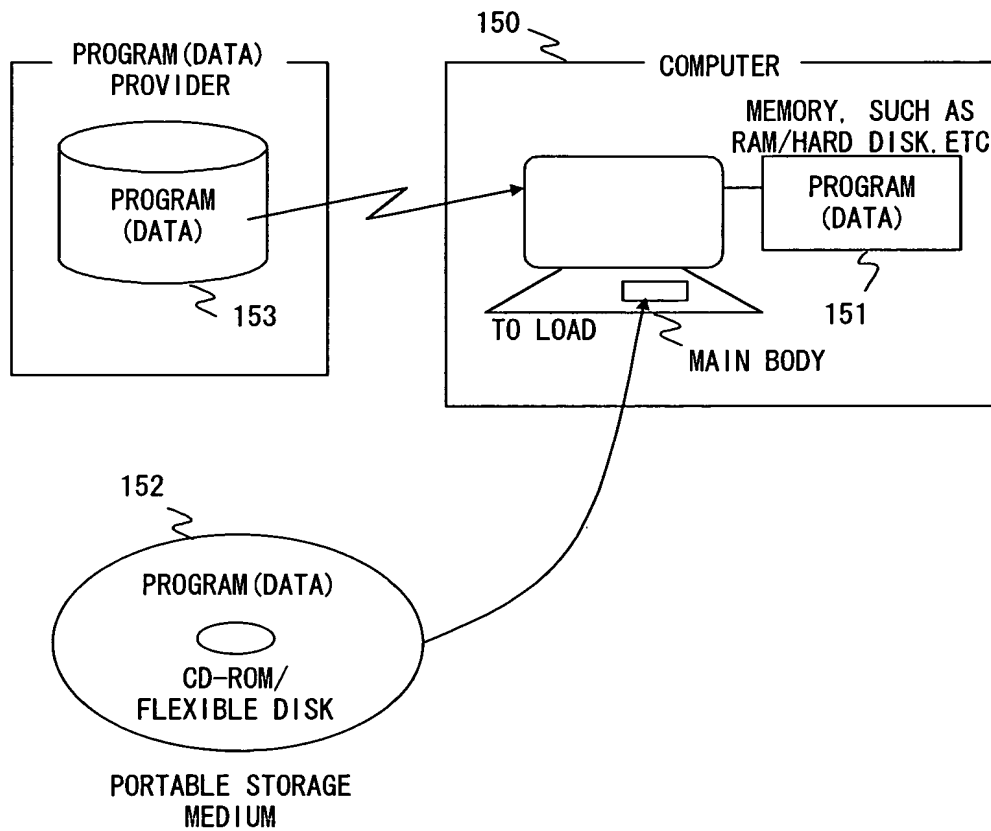 PROGRAM(DATA)
PROVIDER
PROGRAM
(DATA)
153
150
COMPUTER
MEMORY, SUCH AS
RAM/HARD DISK.ETC
PROGRAM
(DATA)
151
TO LOAD
MAIN BODY
152
PROGRAM(DATA)
CD-ROM/
FLEXIBLE DISK
PORTABLE STORAGE
MEDIUM